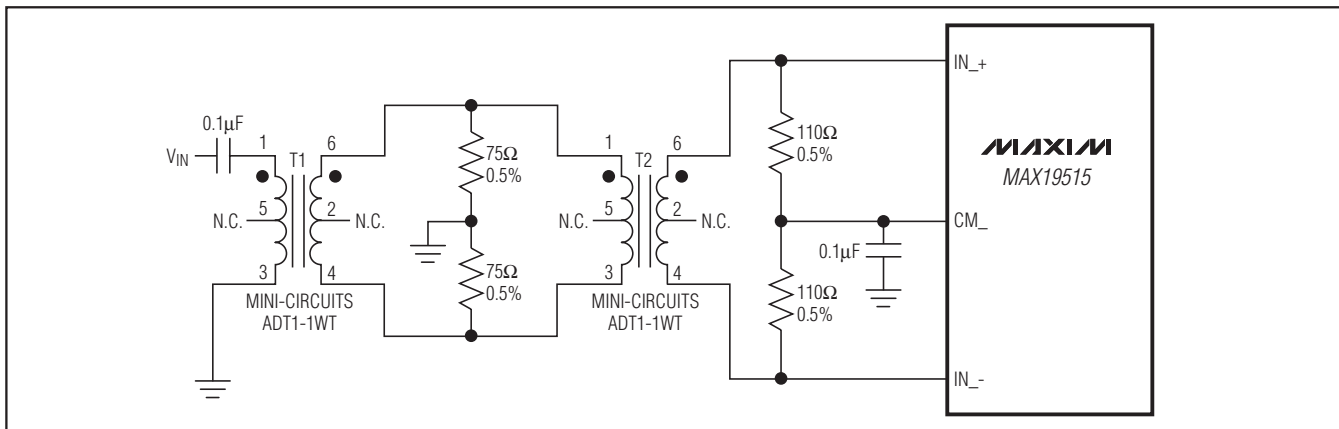 0.1μF
VIN
1
6
T1
5
2
N.C.
N.C.
3
4
MINI-CIRCUITS
ADT1-1WT
75Ω
0.5%
75Ω
0.5%
1
6
T2
5
2
N.C.
N.C.
3
4
MINI-CIRCUITS
ADT1-1WT
110Ω
0.5%
110Ω
0.5%
0.1μF
IN_+
MAXIM
MAX19515
CM_
IN_-